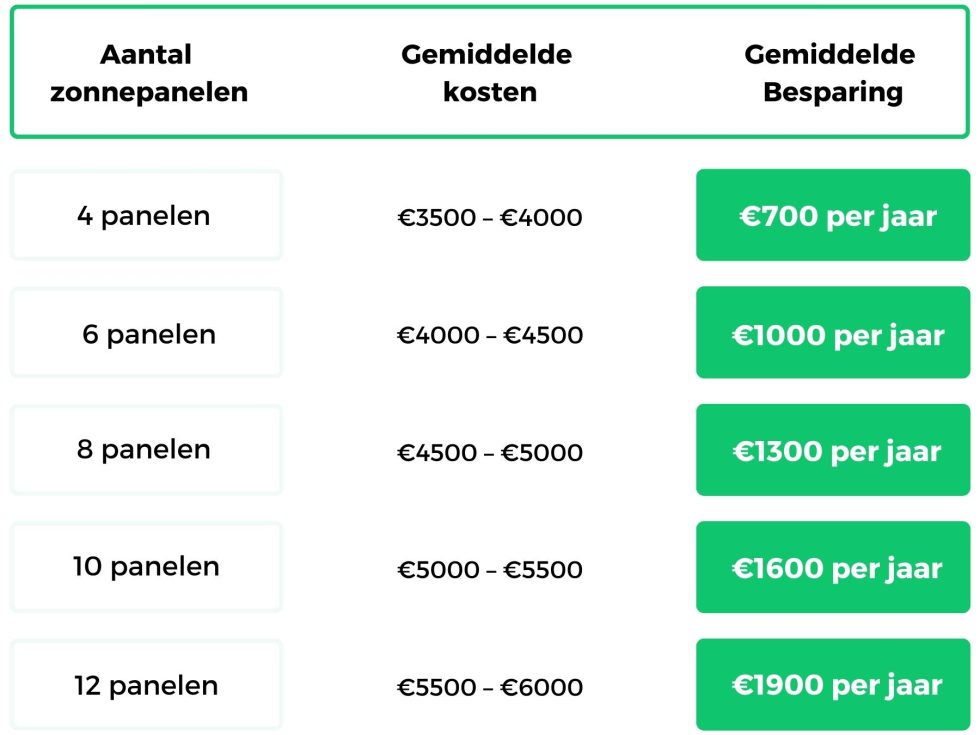 Aantal
zonnepanelen
Gemiddelde
kosten
Gemiddelde
Besparing
4 panelen
€3500 – €4000
€700 per jaar
6 panelen
€4000 – €4500
€1000 per jaar
8 panelen
€4500 – €5000
€1300 per jaar
10 panelen
€5000 – €5500
€1600 per jaar
12 panelen
€5500 – €6000
€1900 per jaar